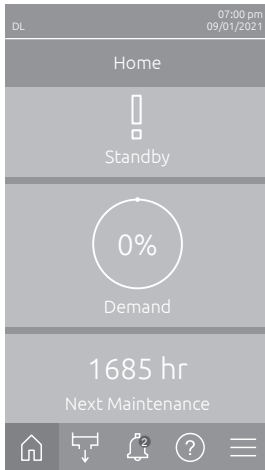 07:00 pm
DL
09/01/2021
Home
Standby
0%
Demand
1685 hr
Next Maintenance
2
?